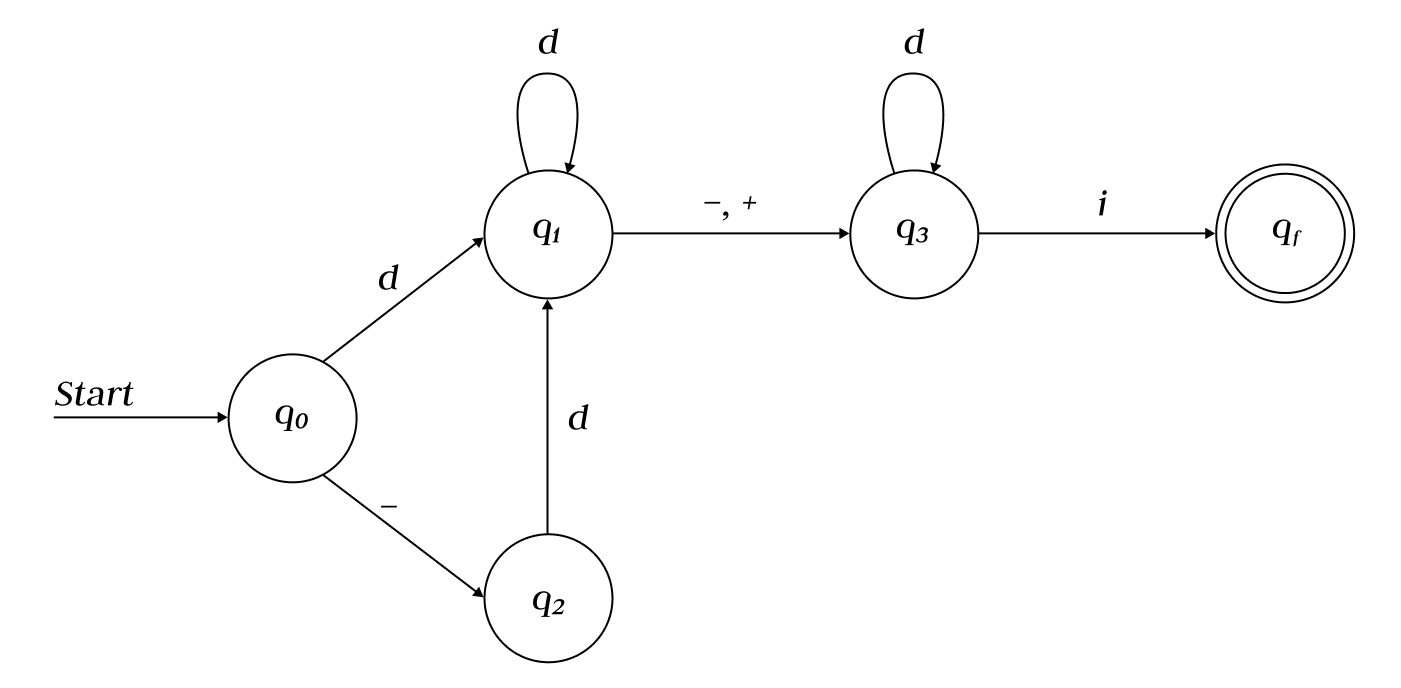 d
d
–, +
i
q₁
q₃
q_f
d
Start
q₀
d
–
q₂